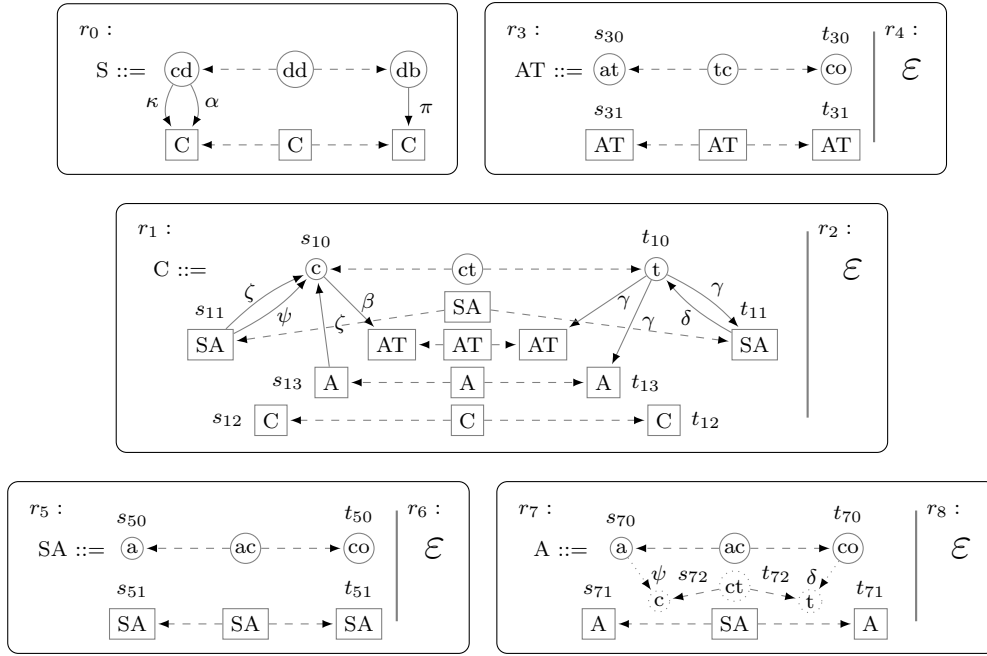 r₀ :
S ::= cd dd db
κ α π
C C C
r₃ : s₃₀ t₃₀ r₄ :
AT ::= at tc co ε
s₃₁ t₃₁
AT AT AT
r₁ : s₁₀ t₁₀ r₂ :
C ::= c ct t ε
ζ β γ γ
s₁₁ ψ ζ SA γ δ t₁₁
SA AT AT AT SA
s₁₃ A A A t₁₃
s₁₂ C C C t₁₂
r₅ : s₅₀ t₅₀ r₆ :
SA ::= a ac co ε
s₅₁ t₅₁
SA SA SA
r₇ : s₇₀ t₇₀ r₈ :
A ::= a ac co ε
ψ s₇₂ t₇₂ δ
s₇₁ c ct t t₇₁
A SA A